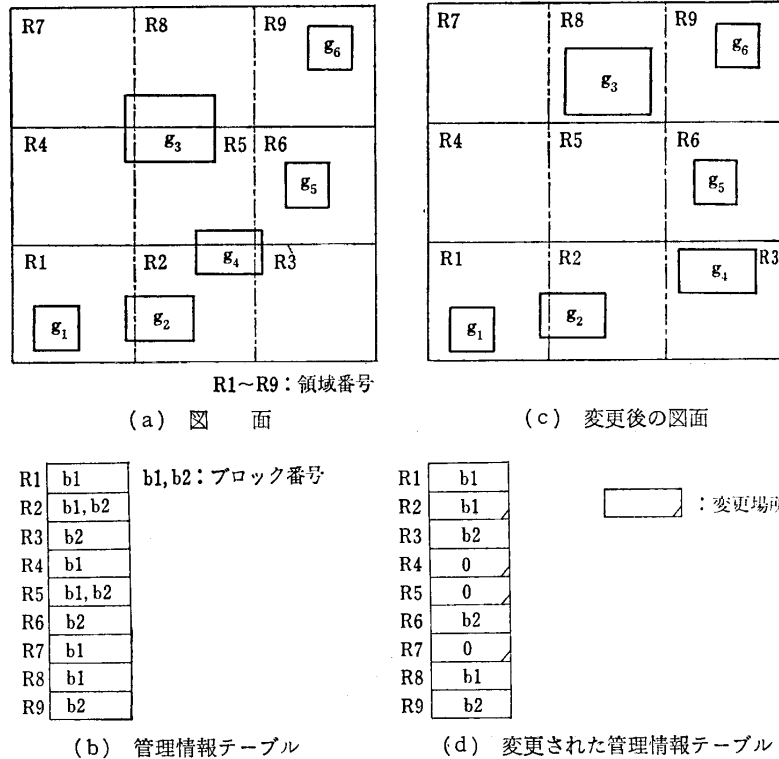 R7 R8 R9
g6
g3
R4 R5 R6
g5
g4
R1 R2 R3
g1 g2
R1~R9:領域番号
(a) 図 面
R7 R8 R9
g6
g3
R4 R5 R6
g5
R1 R2 R3
g4
g1 g2
(c) 変更後の図面
b1,b2:ブロック番号
R1 b1
R2 b1,b2
R3 b2
R4 b1
R5 b1,b2
R6 b2
R7 b1
R8 b1
R9 b2
(b) 管理情報テーブル
R1 b1
R2 b1
R3 b2
R4 0
R5 0
R6 b2
R7 0
R8 b1
R9 b2
:変更場所
(d) 変更された管理情報テーブル